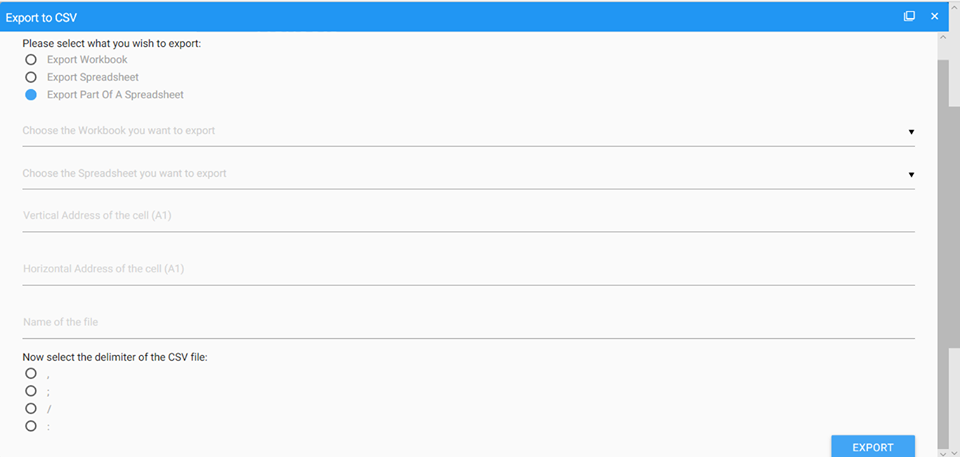 Export to CSV
Please select what you wish to export:
Export Workbook
Export Spreadsheet
Export Part Of A Spreadsheet
Choose the Workbook you want to export
Choose the Spreadsheet you want to export
Vertical Address of the cell (A1)
Horizontal Address of the cell (A1)
Name of the file
Now select the delimiter of the CSV file:
,
;
/
:
EXPORT